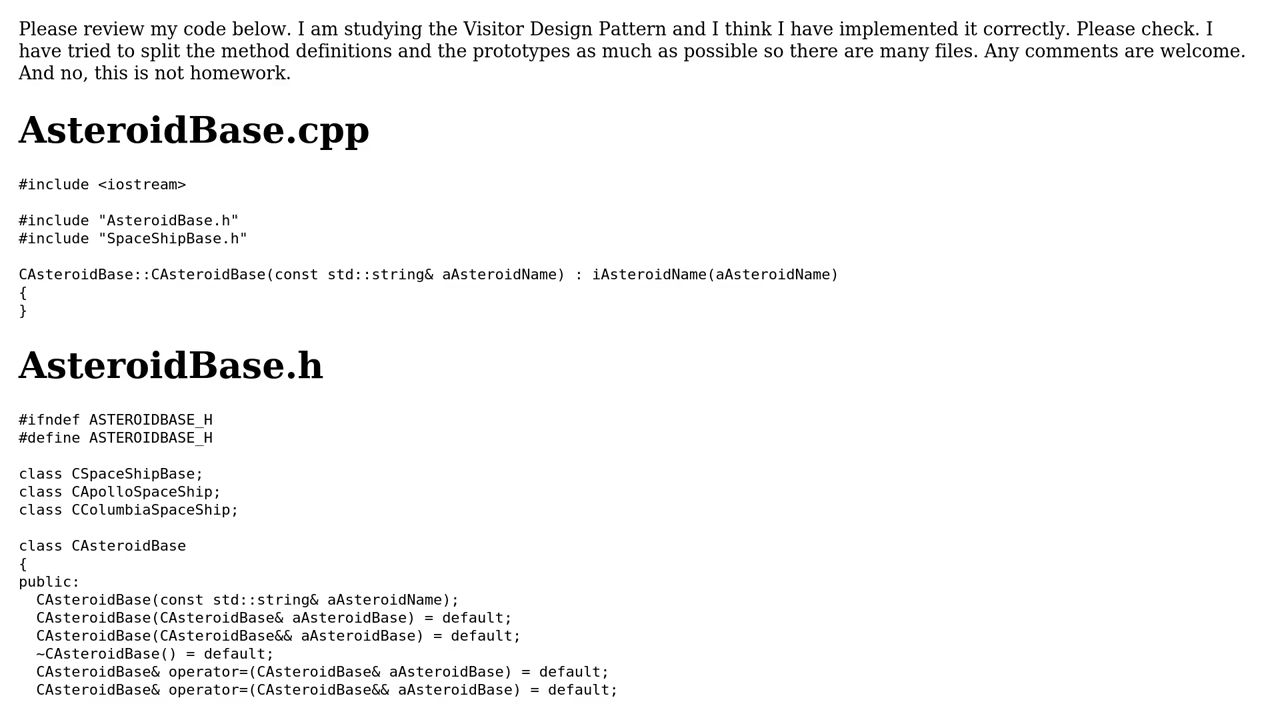 Please review my code below. I am studying the Visitor Design Pattern and I think I have implemented it correctly. Please check. I
have tried to split the method definitions and the prototypes as much as possible so there are many files. Any comments are welcome.
And no, this is not homework.
AsteroidBase.cpp
#include <iostream>
#include "AsteroidBase.h"
#include "SpaceShipBase.h"
CAsteroidBase::CAsteroidBase(const std::string& aAsteroidName) : iAsteroidName(aAsteroidName)
{
}
AsteroidBase.h
#ifndef ASTEROIDBASE_H
#define ASTEROIDBASE_H
class CSpaceShipBase;
class CApolloSpaceShip;
class CColumbiaSpaceShip;
class CAsteroidBase
{
public:
  CAsteroidBase(const std::string& aAsteroidName);
  CAsteroidBase(CAsteroidBase& aAsteroidBase) = default;
  CAsteroidBase(CAsteroidBase&& aAsteroidBase) = default;
  ~CAsteroidBase() = default;
  CAsteroidBase& operator=(CAsteroidBase& aAsteroidBase) = default;
  CAsteroidBase& operator=(CAsteroidBase&& aAsteroidBase) = default;